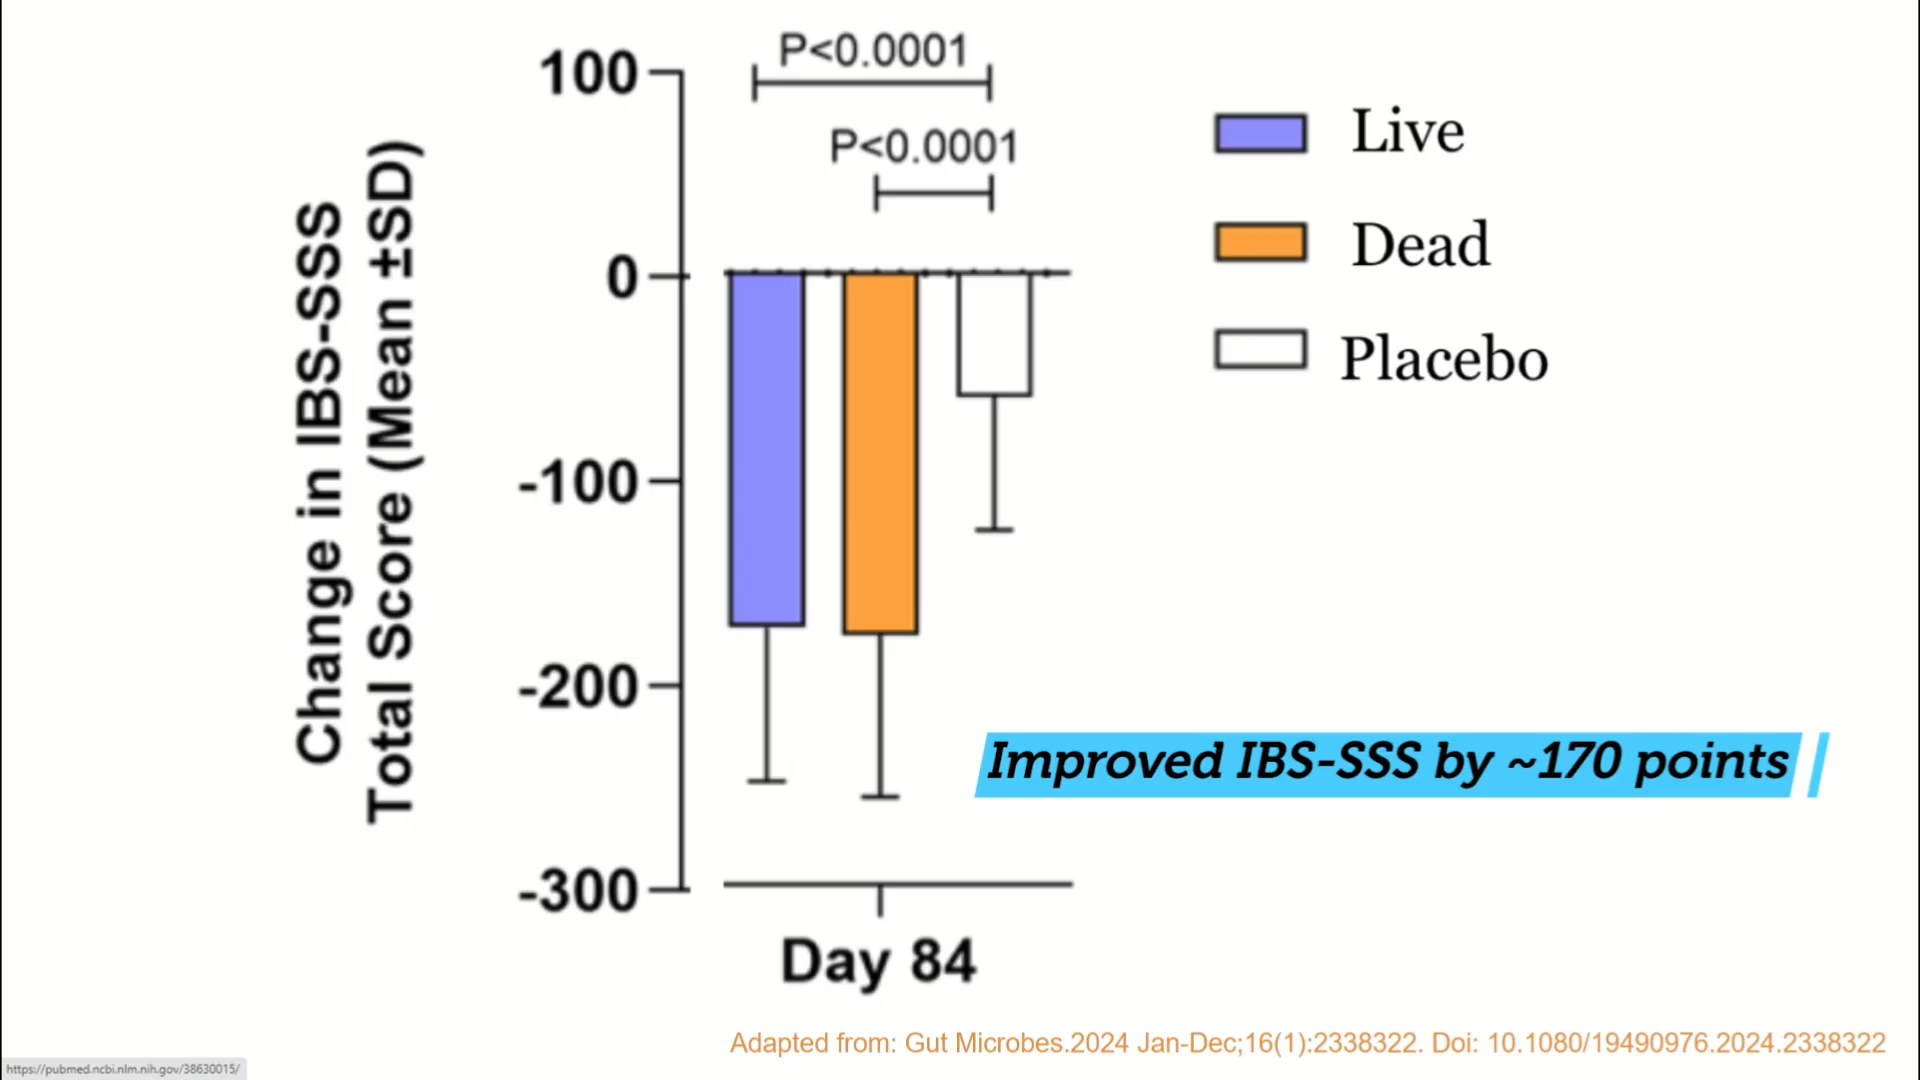 P<0.0001
100
P<0.0001
Live
Dead
Placebo
0
-100
-200
-300
Change in IBS-SSS
Total Score (Mean ±SD)
Improved IBS-SSS by ~170 points
Day 84
Adapted from: Gut Microbes.2024 Jan-Dec;16(1):2338322. Doi: 10.1080/19490976.2024.2338322
https://pubmed.ncbi.nlm.nih.gov/38630015/